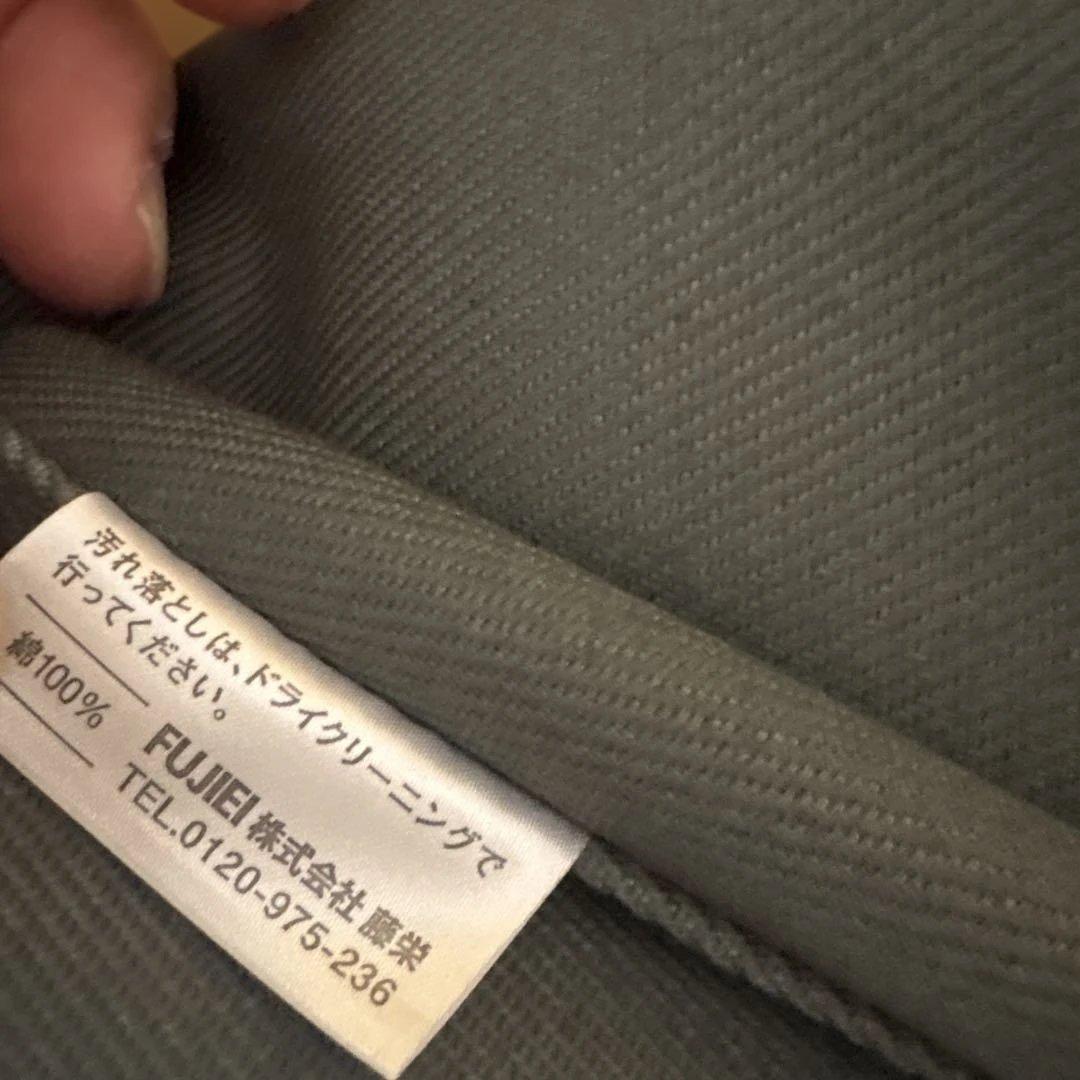 汚れ落としは、ドライクリーニングで
行ってください。
綿100%
FUJIEI 株式会社 藤栄
TEL.0120-975-236